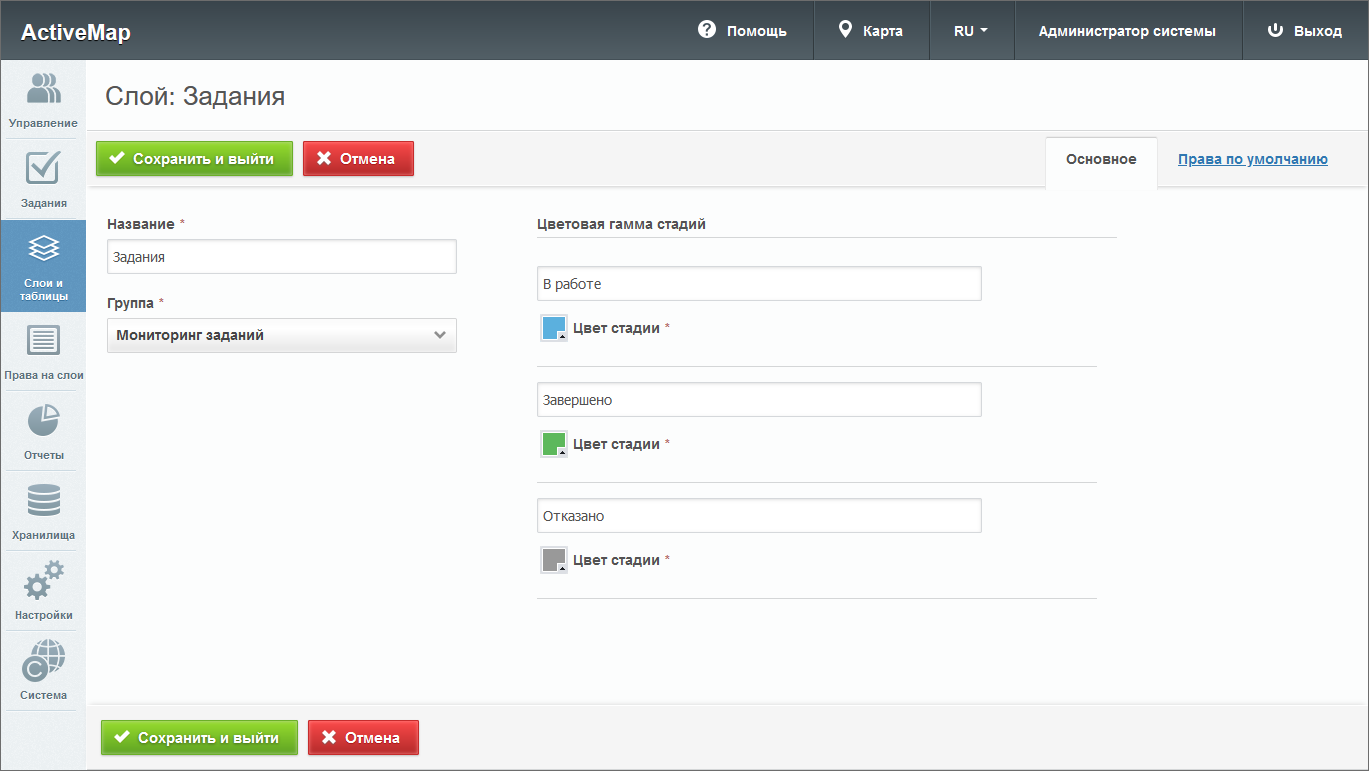 ActiveMap
Помощь
Карта
RU
Администратор системы
Выход
Управление
Задания
Слои и
таблицы
Права на слои
Отчеты
Хранилища
Настройки
Система
Слой: Задания
Сохранить и выйти
Отмена
Основное
Права по умолчанию
Название *
Задания
Группа *
Мониторинг заданий
Цветовая гамма стадий
В работе
Цвет стадии *
Завершено
Цвет стадии *
Отказано
Цвет стадии *
Сохранить и выйти
Отмена